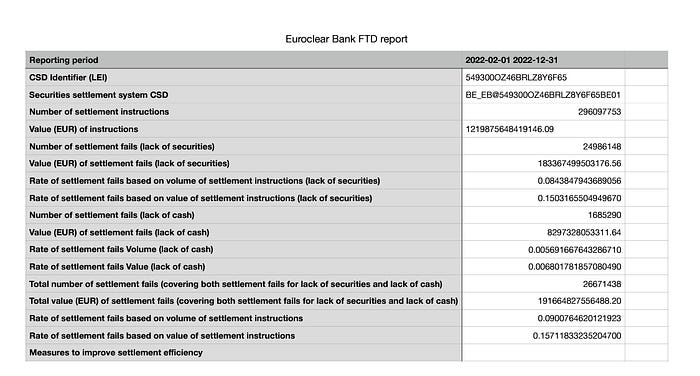 Euroclear Bank FTD report
Reporting period 2022-02-01 2022-12-31
CSD Identifier (LEI) 549300OZ46BRLZ8Y6F65
Securities settlement system CSD BE_EB@549300OZ46BRLZ8Y6F65BE01
Number of settlement instructions 296097753
Value (EUR) of instructions 1219875648419146.09
Number of settlement fails (lack of securities) 24986148
Value (EUR) of settlement fails (lack of securities) 183367499503176.56
Rate of settlement fails based on volume of settlement instructions (lack of securities) 0.0843847943689056
Rate of settlement fails based on value of settlement instructions (lack of securities) 0.1503165504949670
Number of settlement fails (lack of cash) 1685290
Value (EUR) of settlement fails (lack of cash) 8297328053311.64
Rate of settlement fails Volume (lack of cash) 0.005691667643286710
Rate of settlement fails Value (lack of cash) 0.006801781857080490
Total number of settlement fails (covering both settlement fails for lack of securities and lack of cash) 26671438
Total value (EUR) of settlement fails (covering both settlement fails for lack of securities and lack of cash) 191664827556488.20
Rate of settlement fails based on volume of settlement instructions 0.0900764620121923
Rate of settlement fails based on value of settlement instructions 0.15711833235204700
Measures to improve settlement efficiency